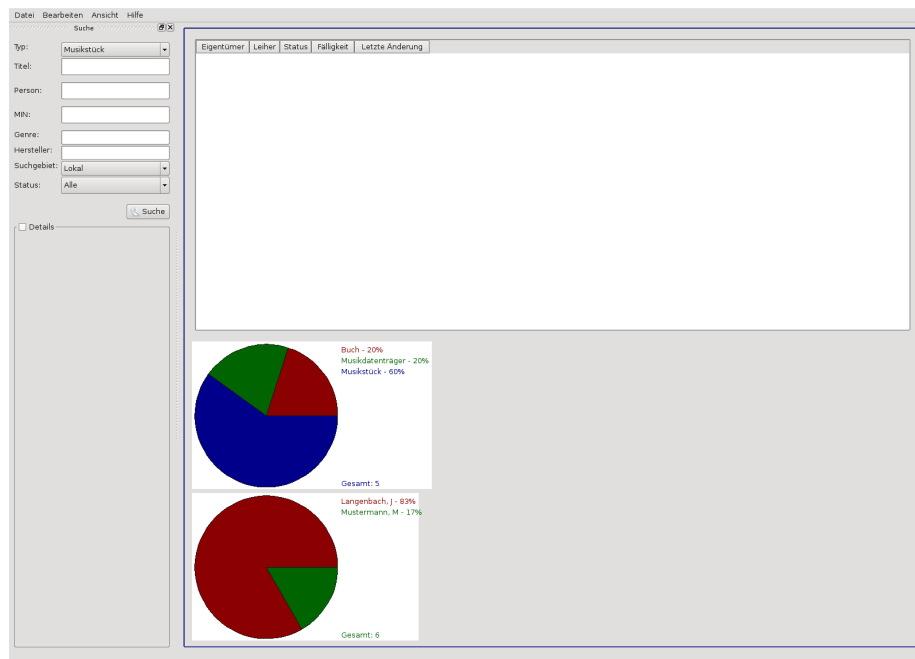 Datei Bearbeiten Ansicht Hilfe
Suche
Typ: Musikstück
Titel:
Person:
MIN:
Genre:
Hersteller:
Suchgebiet: Lokal
Status: Alle
Suche
Details
Eigentümer Leiher Status Fälligkeit Letzte Änderung
Buch - 20%
Musikdatenträger - 20%
Musikstück - 60%
Gesamt: 5
Langenbach, J - 83%
Mustermann, M - 17%
Gesamt: 6